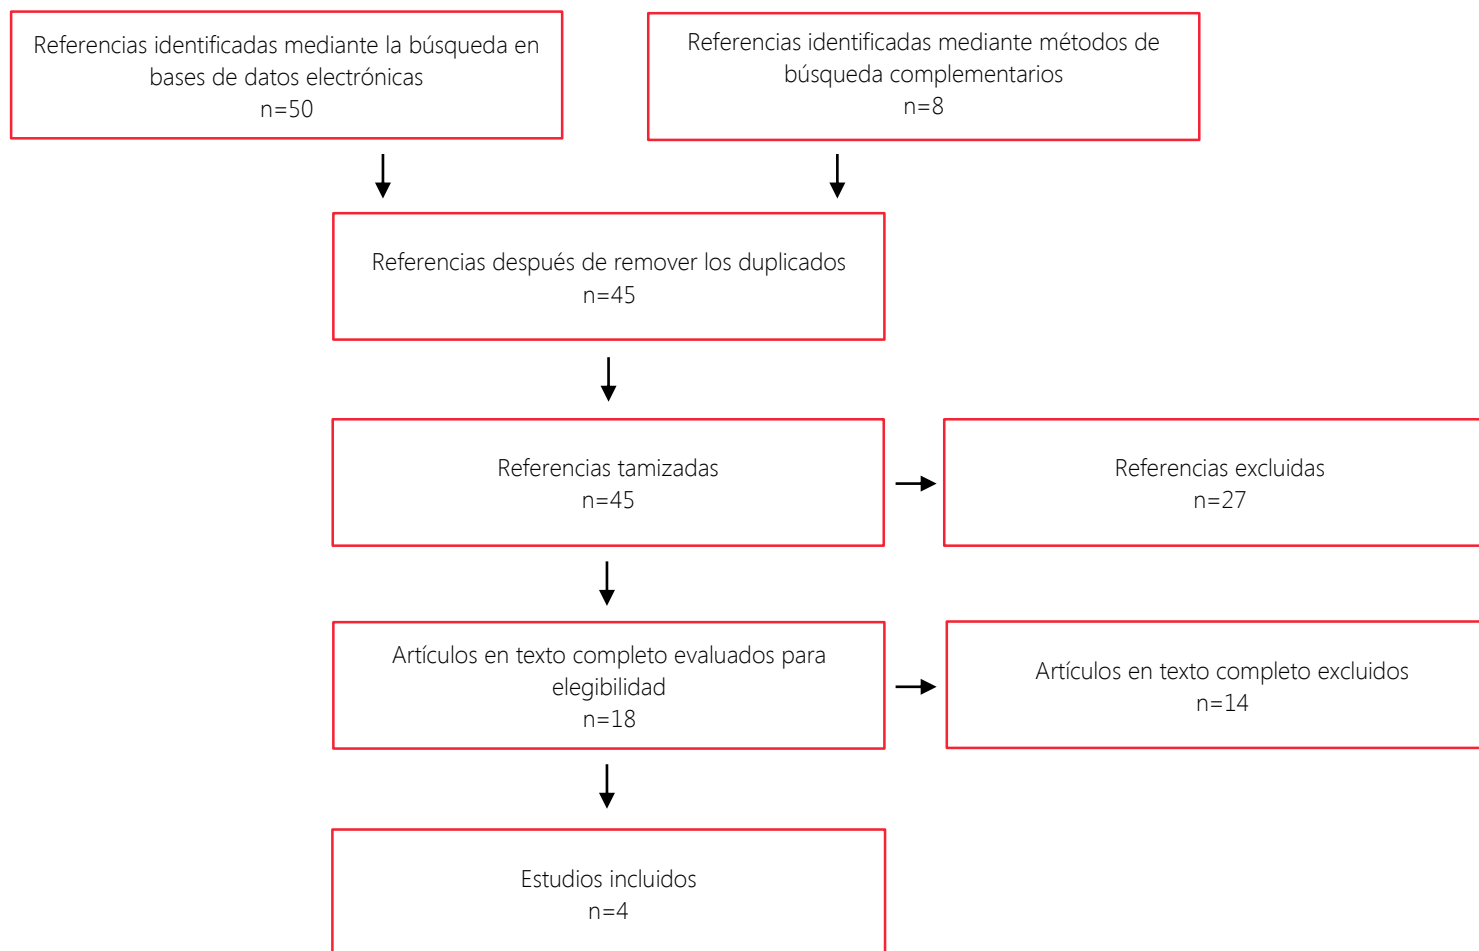 Referencias identificadas mediante la búsqueda en
bases de datos electrónicas
n=50
Referencias identificadas mediante métodos de
búsqueda complementarios
n=8
Referencias después de remover los duplicados
n=45
Referencias tamizadas
n=45
Referencias excluidas
n=27
Artículos en texto completo evaluados para
elegibilidad
n=18
Artículos en texto completo excluidos
n=14
Estudios incluidos
n=4